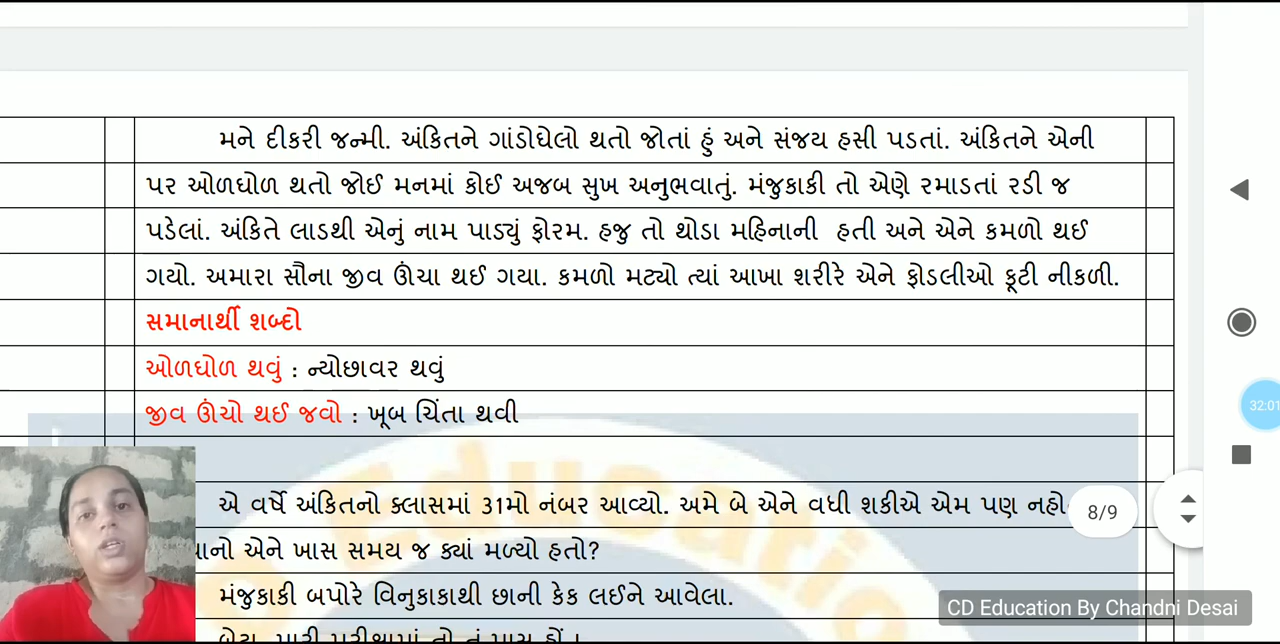 મને દીકરી જન્મી. અંકિતને ગાંડોઘેલો થતો જોતાં હું અને સંજય હસી પડતાં. અંકિતને એની
પર ઓળઘોળ થતો જોઈ મનમાં કોઈ અજબ સુખ અનુભવાતું. મંજુકાકી તો એણે રમાડતાં રડી જ
પડેલાં. અંકિતે લાડથી એનું નામ પાડ્યું ફોરમ. હજુ તો થોડા મહિનાની હતી અને એને કમળો થઈ
ગયો. અમારા સૌના જીવ ઊંચા થઈ ગયા. કમળો મટ્યો ત્યાં આખા શરીરે એને ફોડલીઓ ફૂટી નીકળી.
સમાનાર્થી શબ્દો
ઓળઘોળ થવું : ન્યોછાવર થવું
જીવ ઊંચો થઈ જવો : ખૂબ ચિંતા થવી
Education
એ વર્ષે અંકિતનો ક્લાસમાં 31મો નંબર આવ્યો. અમે બે એને વધી શકીએ એમ પણ નહો
8/9
32:01
એને ખાસ સમય જ ક્યાં મળ્યો હતો?
મંજુકાકી બપોરે વિનુકાકાથી છાની કેક લઈને આવેલા.
CD Education By Chandni Desai